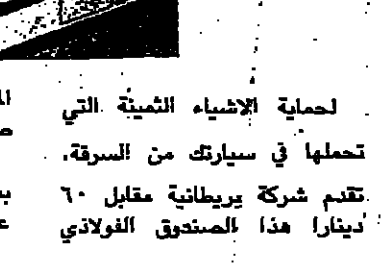 لحماية الاشياء الثمينة التي
تحملها في سيارتك من السرقة،
تقدم شركة بريطانية مقابل ٦٠
دينارا هذا الصندوق الفولاذي